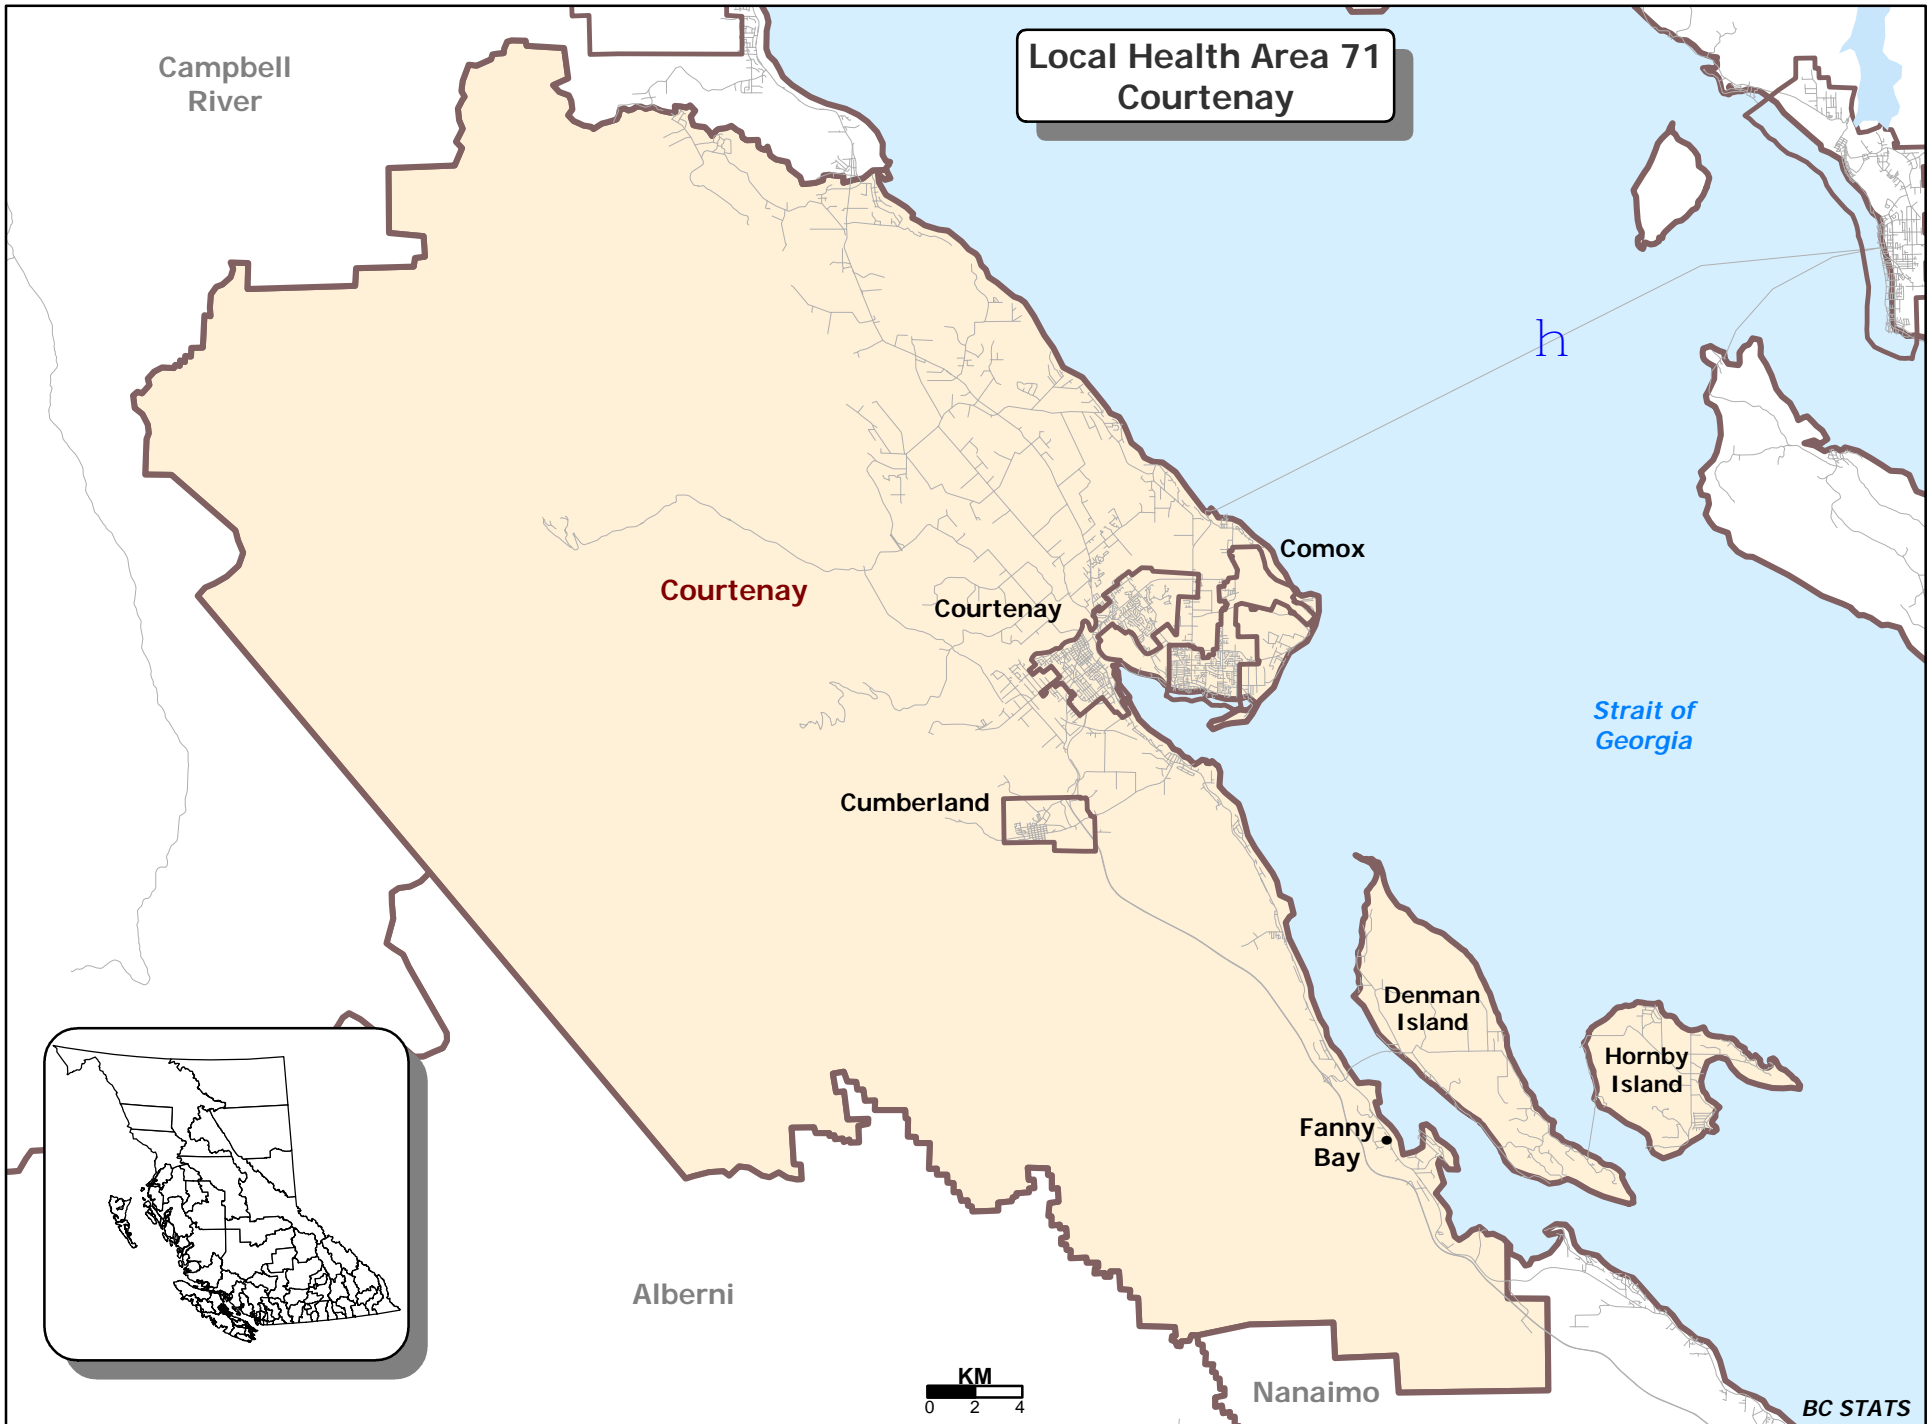 Local Health Area 71
Courtenay
Campbell
River
h
Comox
Courtenay
Courtenay
Strait of
Georgia
Cumberland
Denman
Island
Hornby
Island
Fanny
Bay
Alberni
KM
0 2 4
Nanaimo
BC STATS